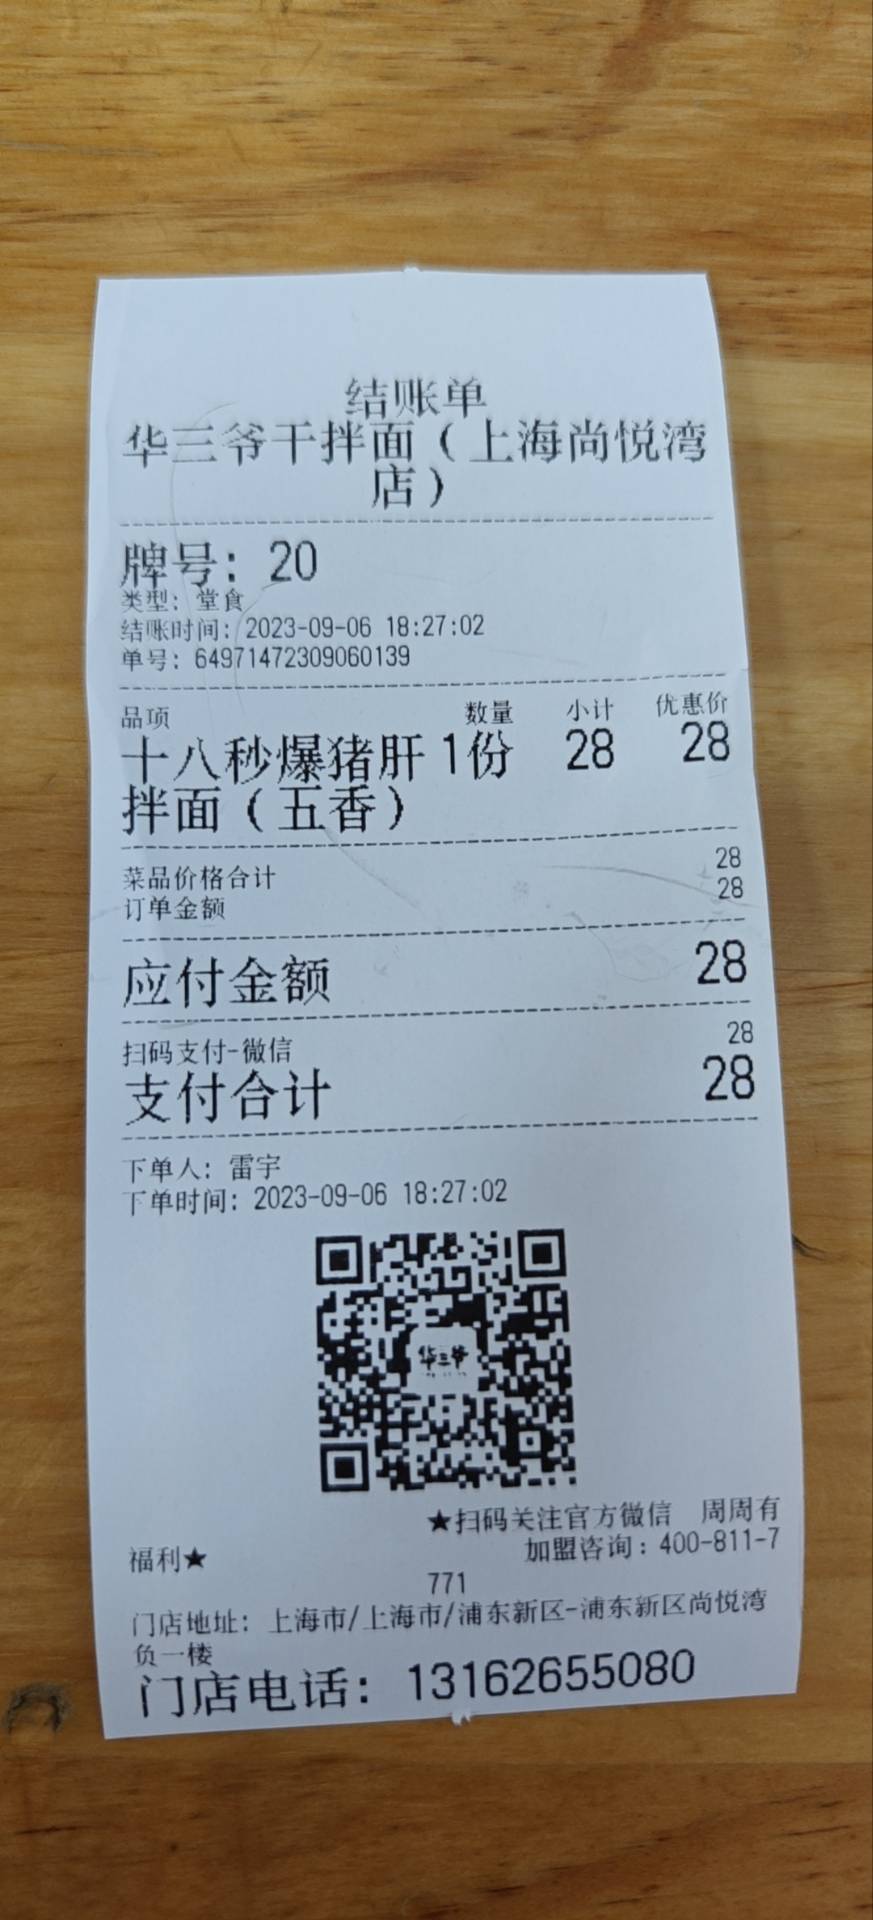 结账单
华三爷干拌面（上海尚悦湾
店）
牌号：20
类型：堂食
结账时间：2023-09-06 18:27:02
单号：64971472309060139
品项 数量 小计 优惠价
十八秒爆猪肝 1份 28 28
拌面（五香）
菜品价格合计 28
订单金额 28
应付金额 28
扫码支付-微信 28
支付合计 28
下单人：雷宇
下单时间：2023-09-06 18:27:02
华三爷
★扫码关注官方微信 周周有
福利★ 加盟咨询：400-811-7
771
门店地址：上海市/上海市/浦东新区-浦东新区尚悦湾
负一楼
门店电话：13162655080